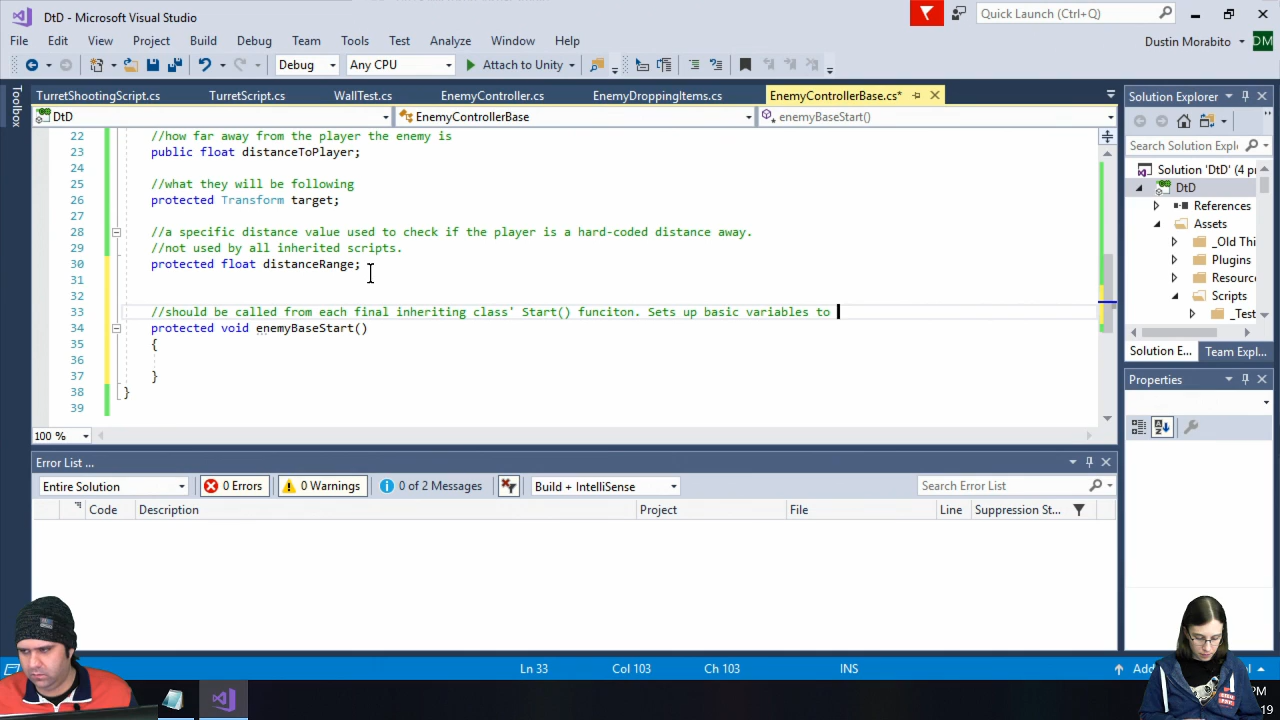 DtD - Microsoft Visual Studio
Quick Launch (Ctrl+Q)
File Edit View Project Build Debug Team Tools Test Analyze Window Help
Dustin Morabito DM
Debug Any CPU Attach to Unity
Toolbox
TurretShootingScript.cs TurretScript.cs WallTest.cs EnemyController.cs EnemyDroppingItems.cs EnemyControllerBase.cs*
DtD EnemyControllerBase enemyBaseStart()
22 //how far away from the player the enemy is
23 public float distanceToPlayer;
24
25 //what they will be following
26 protected Transform target;
27
28 //a specific distance value used to check if the player is a hard-coded distance away.
29 //not used by all inherited scripts.
30 protected float distanceRange;
31
32
33 //should be called from each final inheriting class' Start() funciton. Sets up basic variables to
34 protected void enemyBaseStart()
35 {
36
37 }
38 }
39
100 %
Solution Explorer
Search Solution Expl
Solution 'DtD' (4 pr
DtD
References
Assets
_Old Thi
Plugins
Resourc
Scripts
_Test
Solution E... Team Expl...
Properties
Error List ...
Entire Solution 0 Errors 0 Warnings 0 of 2 Messages Build + IntelliSense Search Error List
Code Description Project File Line Suppression St...
Ln 33 Col 103 Ch 103 INS